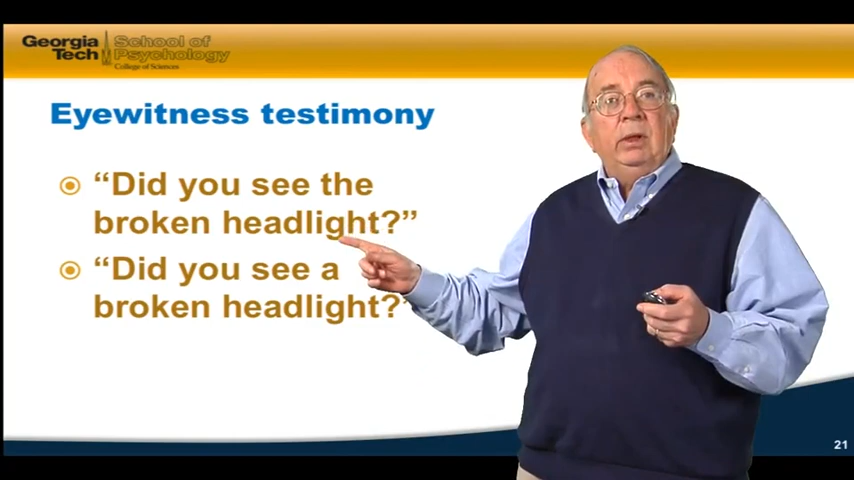 Georgia Tech
School of Psychology
College of Sciences
Eyewitness testimony
“Did you see the
broken headlight?”
“Did you see a
broken headlight?”
21